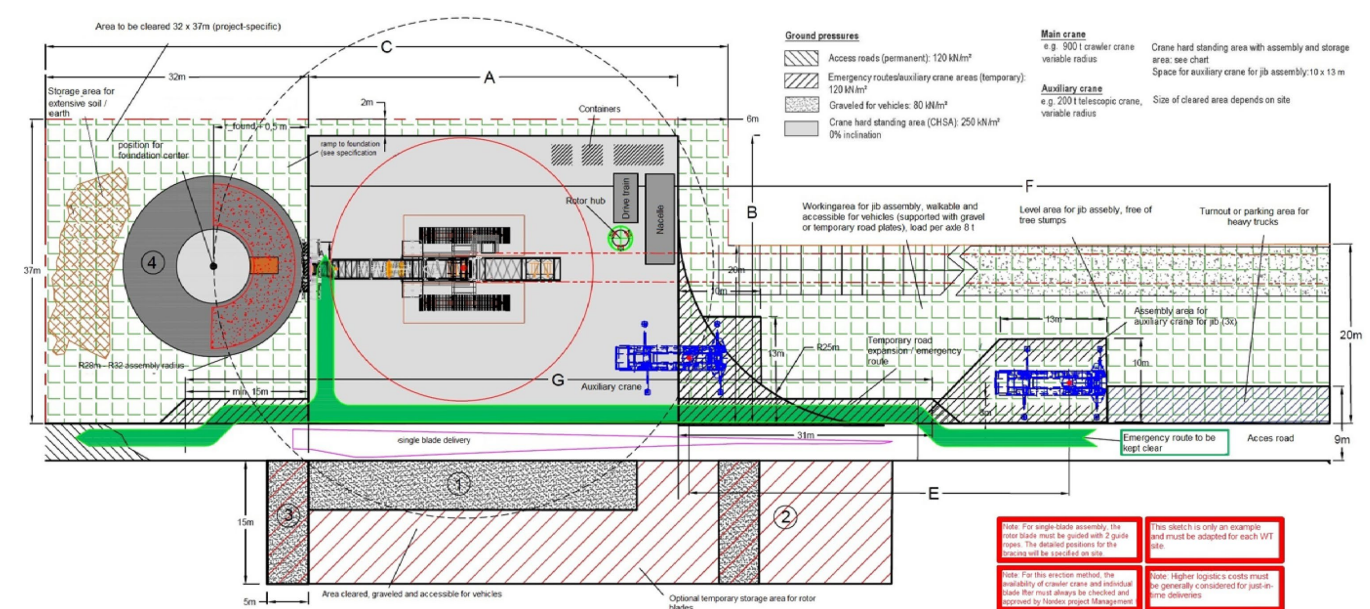 Area to be cleared 32 x 37m (project-specific)
C
32m
A
Storage area for
extensive soil /
earth
2m
Containers
6m
r_found + 0,5 m
position for
foundation center
ramp to foundation
(see specification
37m
Rotor hub
Drive train
Nacelle
B
F
Ground pressures
Access roads (permanent): 120 kN/m²
Emergency routes/auxiliary crane areas (temporary):
120 kN/m²
Graveled for vehicles: 80 kN/m²
Crane hard standing area (CHSA): 250 kN/m²
0% inclination
Main crane
e.g. 900 t crawler crane
variable radius
Auxiliary crane
e.g. 200 t telescopic crane,
variable radius
Crane hard standing area with assembly and storage
area: see chart
Space for auxiliary crane for jib assembly:10 x 13 m
Size of cleared area depends on site
Workingarea for jib assembly, walkable and
accessible for vehicles (supported with gravel
or temporary road plates), load per axle 8 t
Level area for jib assebly, free of
tree stumps
Turnout or parking area for
heavy trucks
4
20m
10m
13m
R25m
Temporary road
expansion / emergency
route
13m
Assembly area for
auxiliary crane for jib (3x)
10m
20m
R28m - R32 assembly radius
min. 15m
G
Auxiliary crane
8m
single blade delivery
31m
Emergency route to be
kept clear
Acces road
9m
1
E
3
2
15m
5m
Area cleared, graveled and accessible for vehicles
Optional temporary storage area for rotor
blades
Note: For single-blade assembly, the
rotor blade must be guided with 2 guide
ropes. The detailed positions for the
bracing will be specified on site.
This sketch is only an example
and must be adapted for each WT
site.
Note: For this erection method, the
availability of crawler crane and individual
blade lfter must always be checked and
approved by Nordex project Management
Note: Higher logistics costs must
be generally considered for just-in-
time deliveries